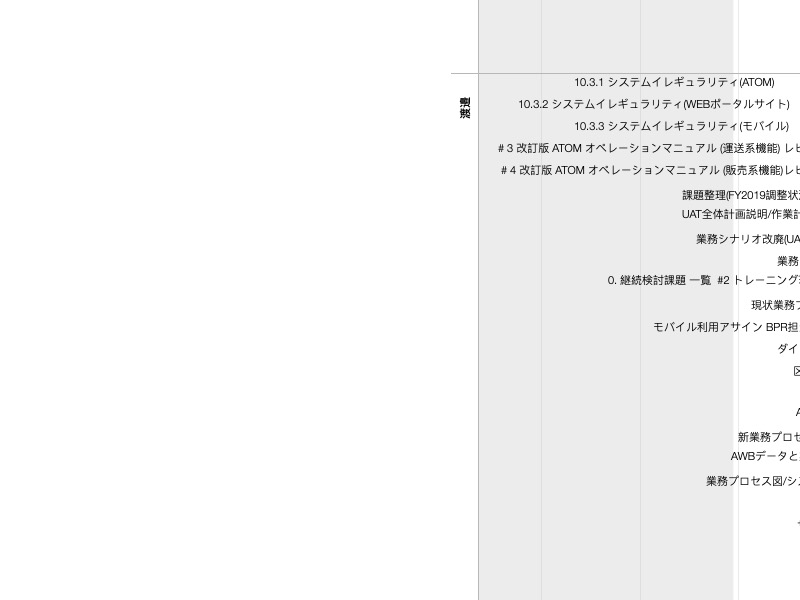 10.3.1 システムイレギュラリティ(ATOM)
10.3.2 システムイレギュラリティ(WEBポータルサイト)
10.3.3 システムイレギュラリティ(モバイル)
#3 改訂版 ATOM オペレーションマニュアル (運送系機能) レビ
#4 改訂版 ATOM オペレーションマニュアル (販売系機能)レビ
課題整理(FY2019調整状況
UAT全体計画説明/作業計
業務シナリオ改廃(UA
業務
0. 継続検討課題 一覧 #2 トレーニング
現状業務フ
モバイル利用アサイン BPR担
ダイ
区
A
新業務プロセ
AWBデータと
業務プロセス図/シス